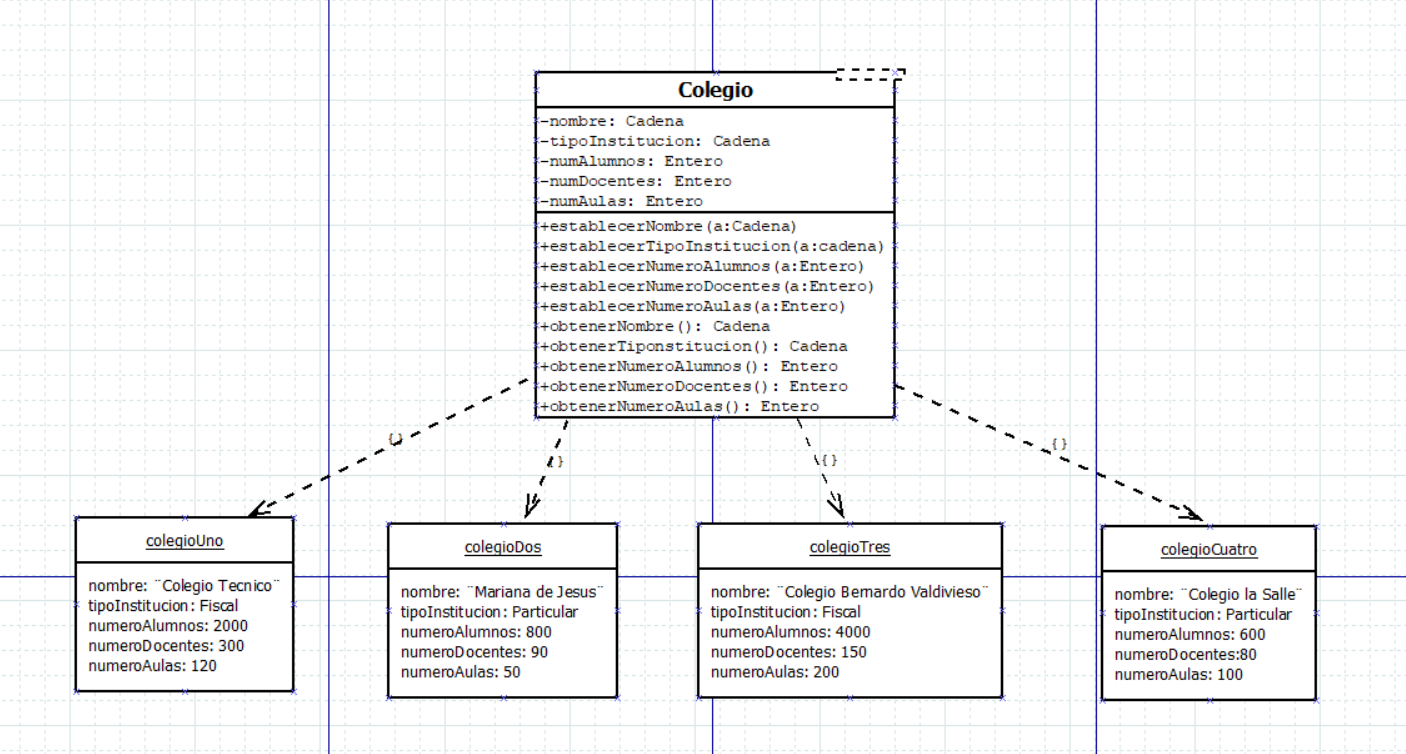 Colegio
-nombre: Cadena
-tipoInstitucion: Cadena
-numAlumnos: Entero
-numDocentes: Entero
-numAulas: Entero
+establecerNombre(a:Cadena)
+establecerTipoInstitucion(a:cadena)
+establecerNumeroAlumnos(a:Entero)
+establecerNumeroDocentes(a:Entero)
+establecerNumeroAulas(a:Entero)
+obtenerNombre(): Cadena
+obtenerTiponstitucion(): Cadena
+obtenerNumeroAlumnos(): Entero
+obtenerNumeroDocentes(): Entero
+obtenerNumeroAulas(): Entero
{}
{}
{}
{}
colegioUno
nombre: ¨Colegio Tecnico¨
tipoInstitucion: Fiscal
numeroAlumnos: 2000
numeroDocentes: 300
numeroAulas: 120
colegioDos
nombre: ¨Mariana de Jesus¨
tipoInstitucion: Particular
numeroAlumnos: 800
numeroDocentes: 90
numeroAulas: 50
colegioTres
nombre: ¨Colegio Bernardo Valdivieso¨
tipoInstitucion: Fiscal
numeroAlumnos: 4000
numeroDocentes: 150
numeroAulas: 200
colegioCuatro
nombre: ¨Colegio la Salle¨
tipoInstitucion: Particular
numeroAlumnos: 600
numeroDocentes:80
numeroAulas: 100